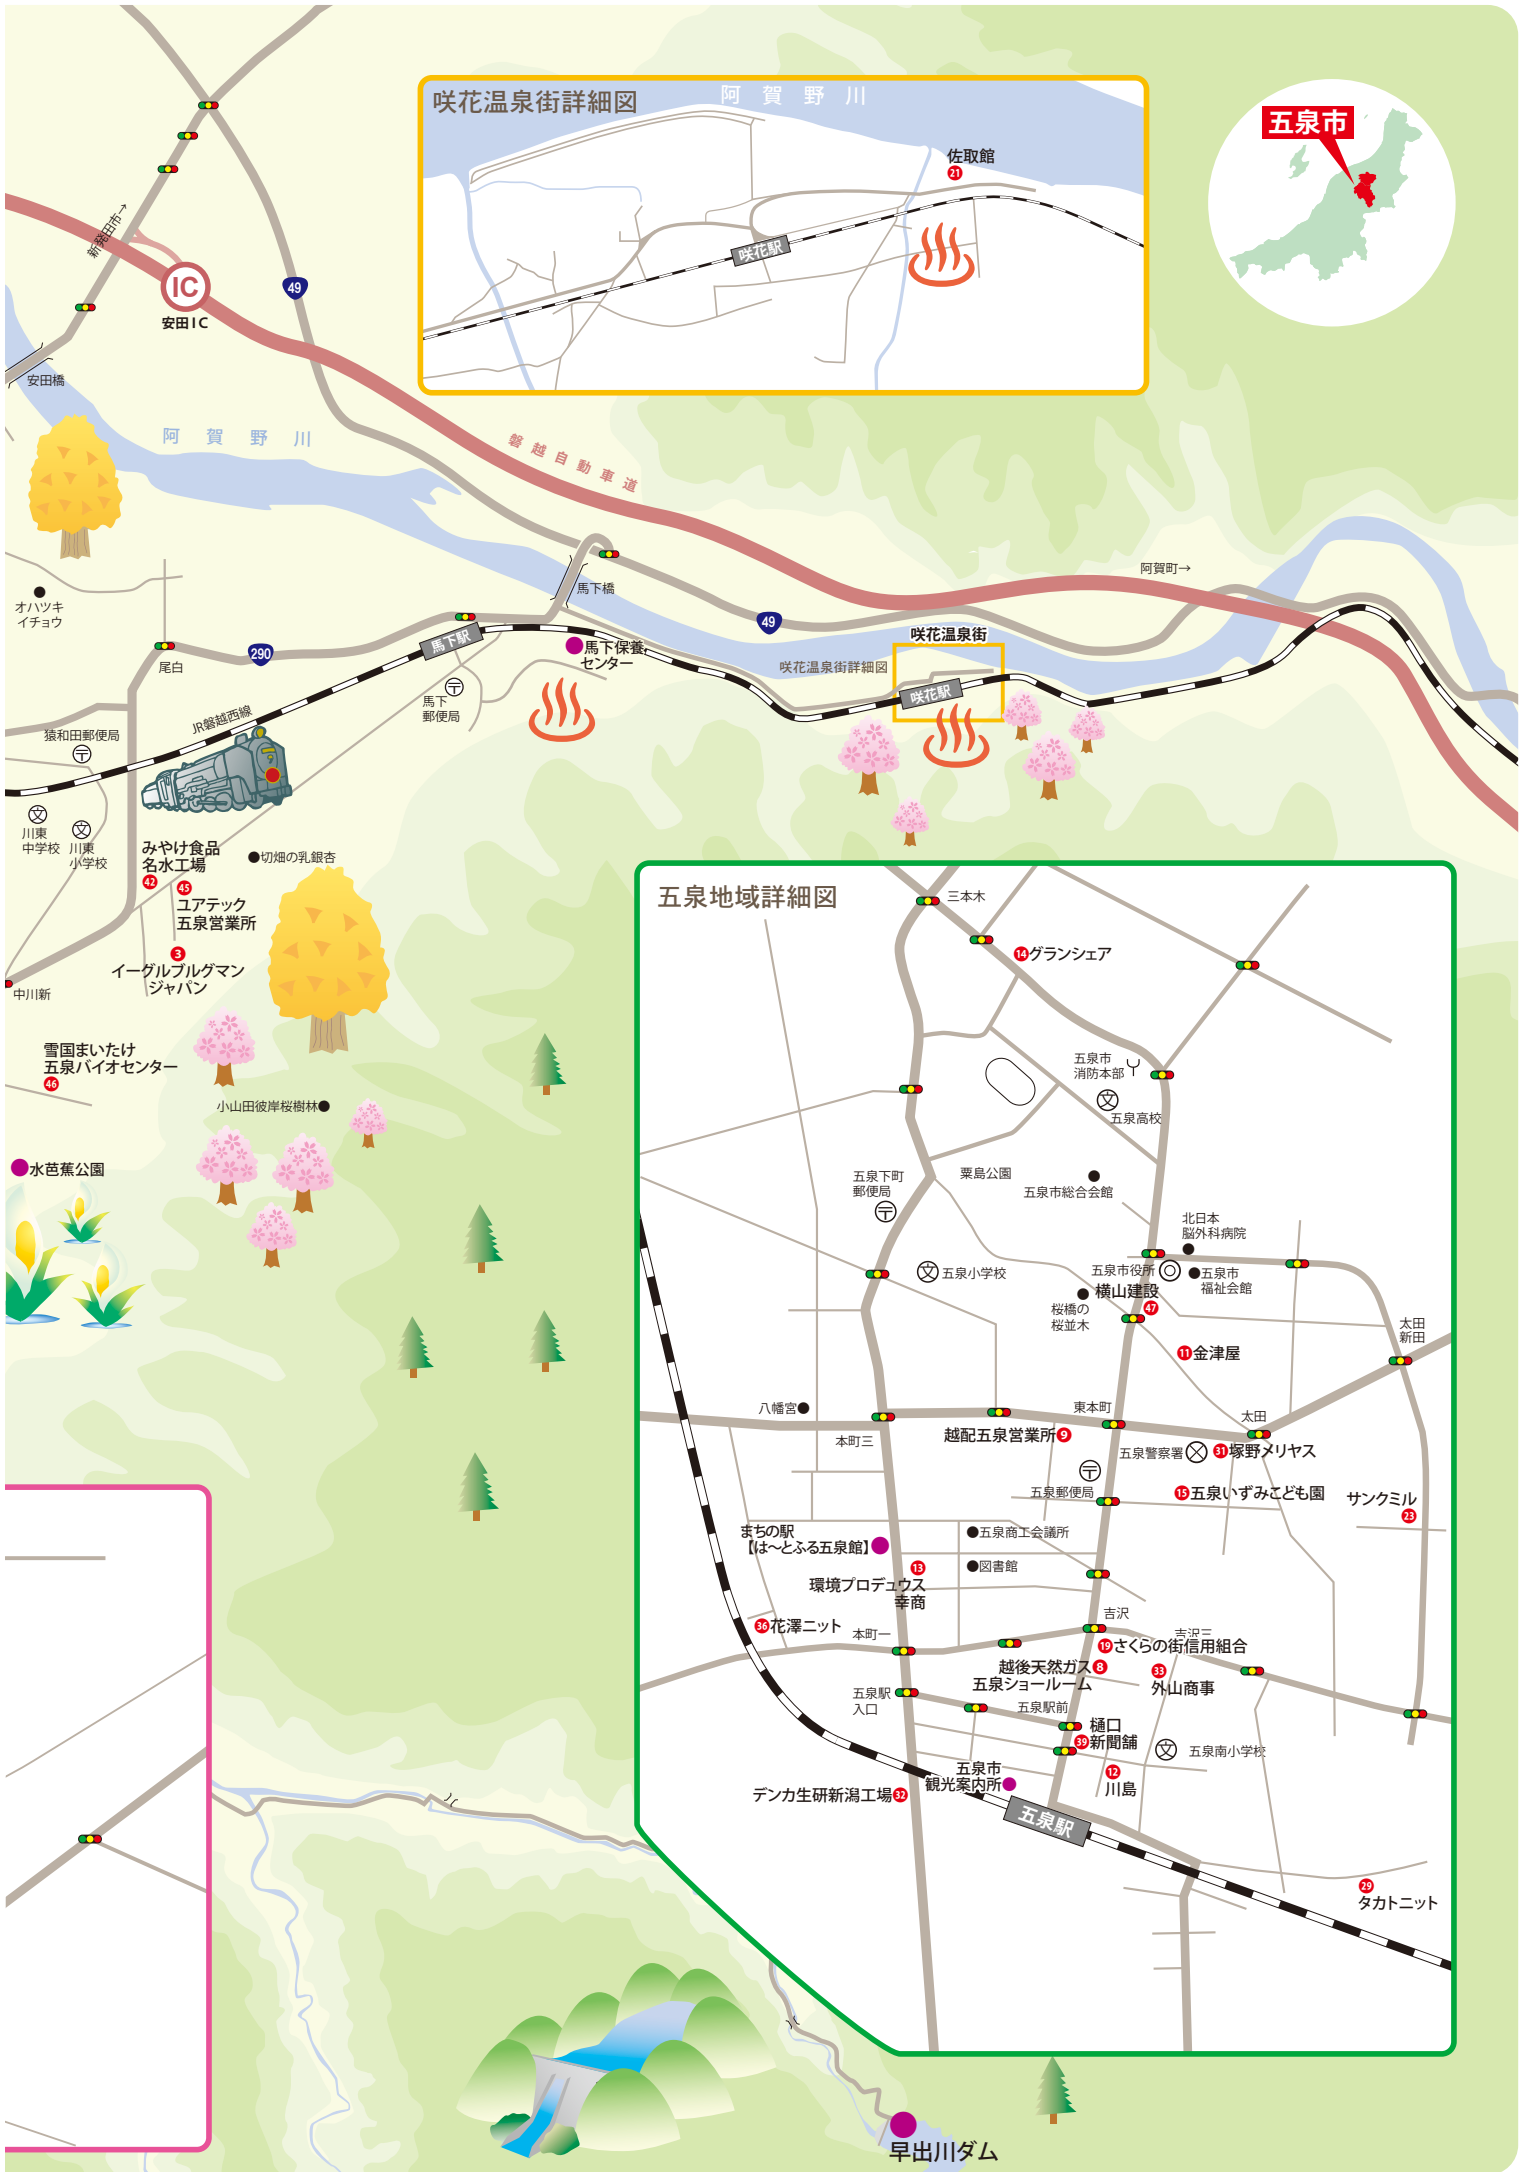 咲花温泉街詳細図
阿賀野川
佐取館
21
咲花駅
五泉市
新発田市→
IC
安田IC
49
安田橋
阿賀野川
磐越自動車道
阿賀町→
オハツキ
イチョウ
尾白
290
馬下駅
馬下橋
馬下保養
センター
49
咲花温泉街
咲花温泉街詳細図
咲花駅
馬下
郵便局
JR磐越西線
猿和田郵便局
川東
中学校
川東
小学校
みやけ食品
名水工場
42
45
ユアテック
五泉営業所
切畑の乳銀杏
3
イーグルブルグマン
ジャパン
中川新
雪国まいたけ
五泉バイオセンター
46
小山田彼岸桜樹林
水芭蕉公園
五泉地域詳細図
三本木
14グランシェア
五泉市
消防本部
五泉高校
五泉下町
郵便局
粟島公園
五泉市総合会館
北日本
脳外科病院
五泉小学校
五泉市役所
五泉市
福祉会館
横山建設
47
桜橋の
桜並木
太田
新田
11金津屋
八幡宮
東本町
太田
本町三
越配五泉営業所9
五泉警察署
31塚野メリヤス
五泉郵便局
15五泉いずみこども園
サンクミル
23
まちの駅
【は〜とふる五泉館】
五泉商工会議所
図書館
13
環境プロデュウス
幸商
36花澤ニット
本町一
吉沢
吉沢三
19さくらの街信用組合
越後天然ガス8
五泉ショールーム
33
外山商事
五泉駅
入口
五泉駅前
樋口
39新聞舗
五泉南小学校
五泉市
観光案内所
12
川島
デンカ生研新潟工場32
五泉駅
29
タカトニット
早出川ダム